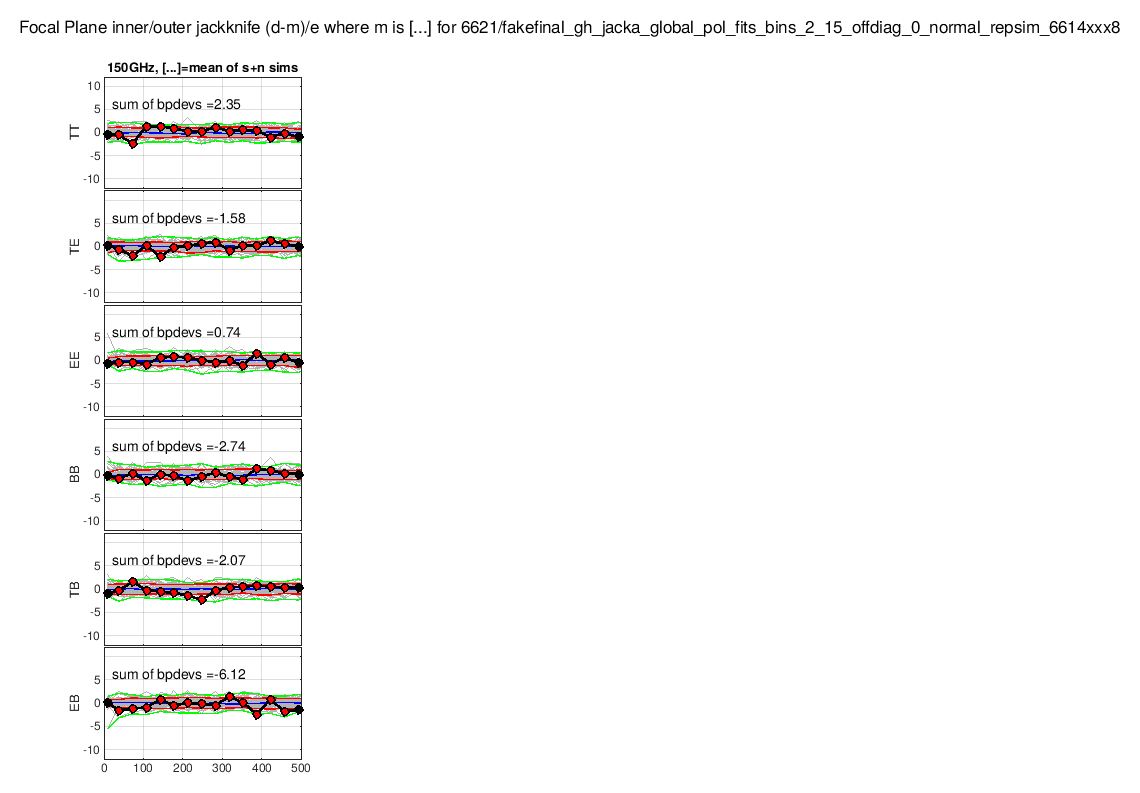 Focal Plane inner/outer jackknife (d-m)/e where m is [...] for 6621/fakefinal_gh_jacka_global_pol_fits_bins_2_15_offdiag_0_normal_repsim_6614xxx8
150GHz, [...]=mean of s+n sims
10
5
0
-5
-10
TT
sum of bpdevs =2.35
5
0
-5
-10
TE
sum of bpdevs =-1.58
5
0
-5
-10
EE
sum of bpdevs =0.74
5
0
-5
-10
BB
sum of bpdevs =-2.74
5
0
-5
-10
TB
sum of bpdevs =-2.07
5
0
-5
-10
EB
sum of bpdevs =-6.12
0 100 200 300 400 500